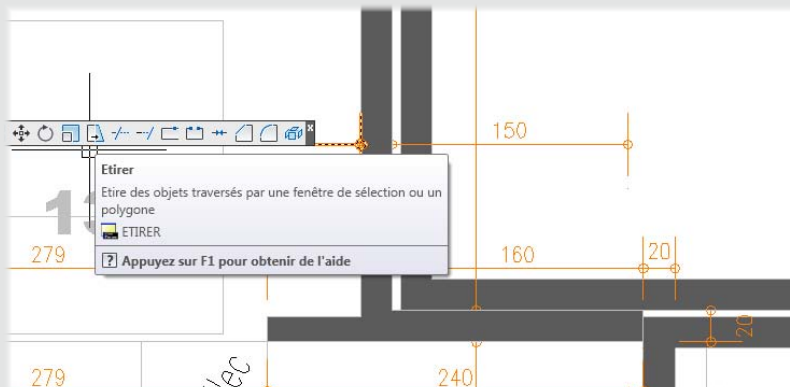 150
Etirer
Etire des objets traversés par une fenêtre de sélection ou un
polygone
ETIRER
? Appuyez sur F1 pour obtenir de l'aide
279
160
20
20
279
240